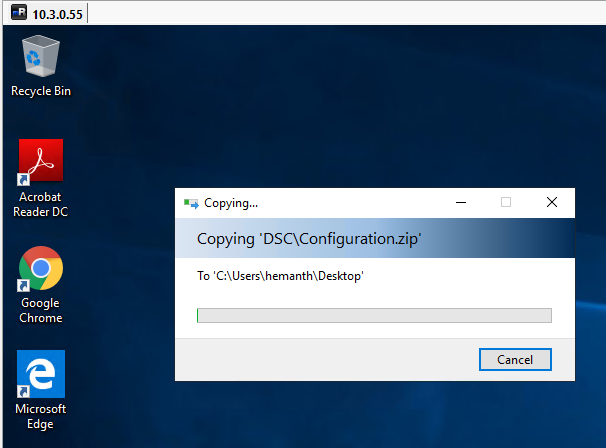 10.3.0.55
Recycle Bin
Acrobat
Reader DC
Google
Chrome
Microsoft
Edge
Copying...
Copying 'DSC\Configuration.zip'
To 'C:\Users\hemanth\Desktop'
Cancel